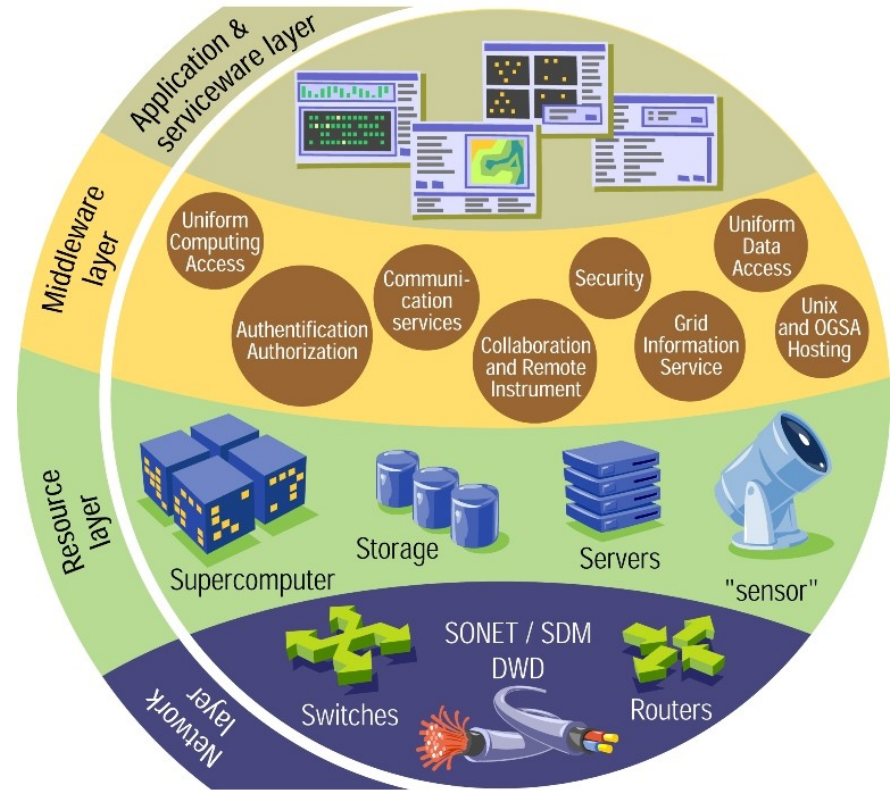 Application &
serviceware layer
Middleware
layer
Uniform
Computing
Access
Authentification
Authorization
Communi-
cation
services
Collaboration
and Remote
Instrument
Security
Grid
Information
Service
Uniform
Data
Access
Unix
and OGSA
Hosting
Resource
layer
Supercomputer
Storage
Servers
"sensor"
Network
layer
Switches
SONET / SDM
DWD
Routers